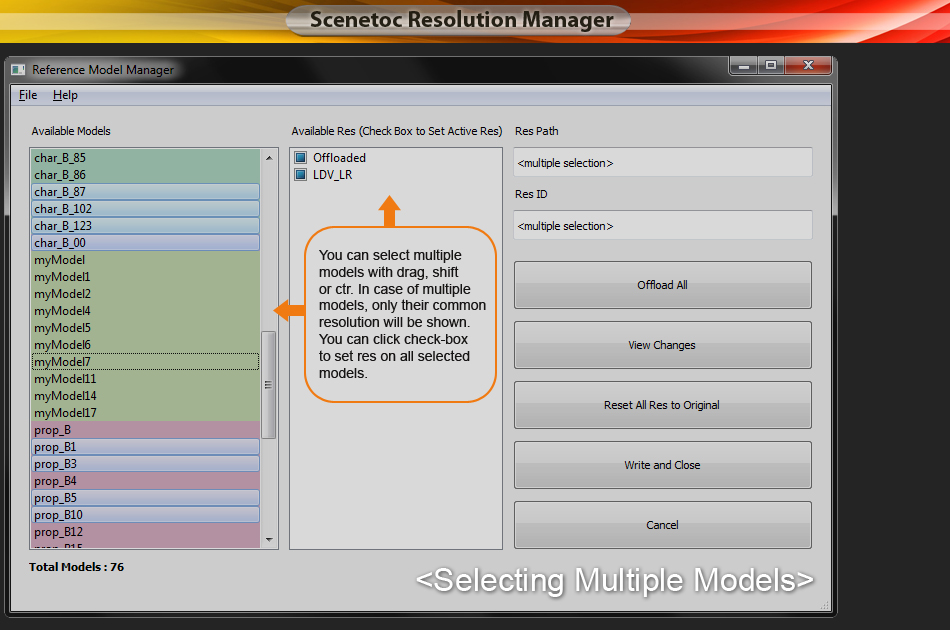 Scenetoc Resolution Manager
Reference Model Manager
File Help
Available Models
char_B_85
char_B_86
char_B_87
char_B_102
char_B_123
char_B_00
myModel
myModel1
myModel2
myModel4
myModel5
myModel6
myModel7
myModel11
myModel14
myModel17
prop_B
prop_B1
prop_B3
prop_B4
prop_B5
prop_B10
prop_B12
prop_B15
Total Models : 76
Available Res (Check Box to Set Active Res)
Offloaded
LDV_LR
You can select multiple
models with drag, shift
or ctr. In case of multiple
models, only their common
resolution will be shown.
You can click check-box
to set res on all selected
models.
Res Path
<multiple selection>
Res ID
<multiple selection>
Offload All
View Changes
Reset All Res to Original
Write and Close
Cancel
<Selecting Multiple Models>